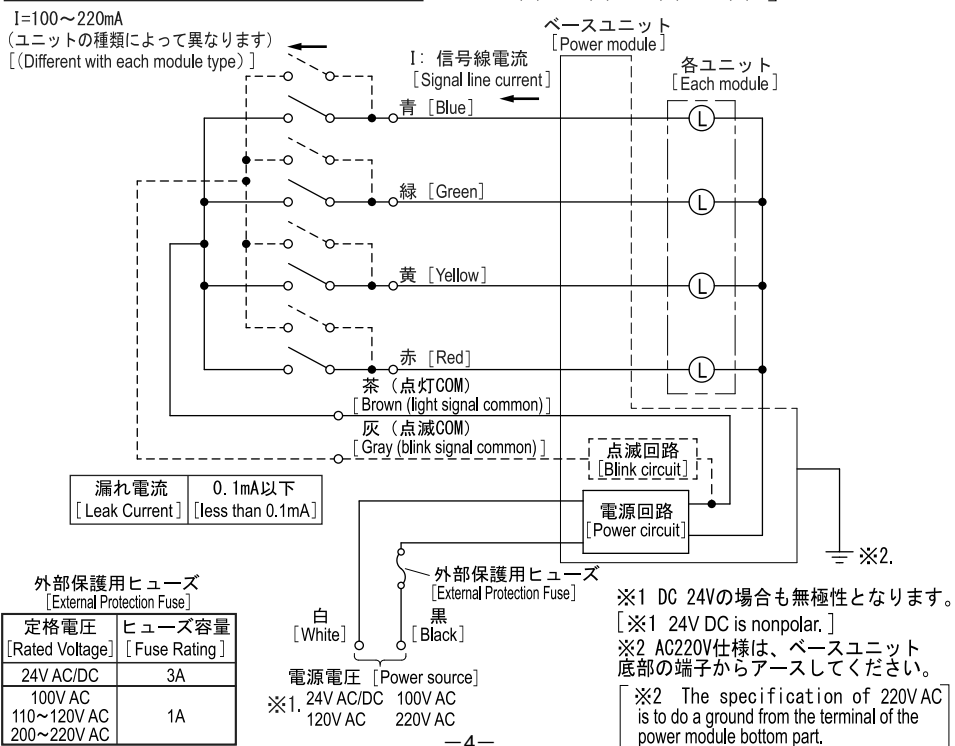 I=100～220mA
(ユニットの種類によって異なります)
[(Different with each module type)]
I: 信号線電流
[Signal line current]
ベースユニット
[Power module]
各ユニット
[Each module]
青 [Blue]
L
緑 [Green]
L
黄 [Yellow]
L
赤 [Red]
L
茶 (点灯COM)
[Brown (light signal common)]
灰 (点滅COM)
[Gray (blink signal common)]
点滅回路
[Blink circuit]
漏れ電流 0.1mA以下
[Leak Current] [less than 0.1mA]
電源回路
[Power circuit]
※2.
外部保護用ヒューズ
[External Protection Fuse]
白
[White]
黒
[Black]
電源電圧 [Power source]
※1. 24V AC/DC 100V AC
120V AC 220V AC
外部保護用ヒューズ
[External Protection Fuse]
定格電圧 ヒューズ容量
[Rated Voltage] [Fuse Rating]
24V AC/DC 3A
100V AC
110～120V AC 1A
200～220V AC
※1 DC 24Vの場合も無極性となります。
[※1 24V DC is nonpolar.]
※2 AC220V仕様は、ベースユニット
底部の端子からアースしてください。
[※2 The specification of 220V AC
is to do a ground from the terminal of the
power module bottom part.
－4－